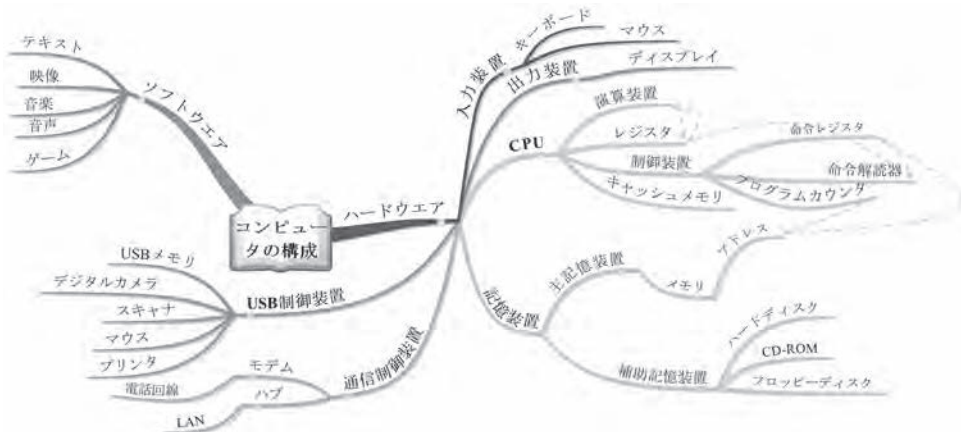 コンピュー
タの構成
ソフトウエア
テキスト
映像
音楽
音声
ゲーム
ハードウエア
入力装置
キーボード
マウス
出力装置
ディスプレイ
CPU
演算装置
レジスタ
制御装置
命令レジスタ
命令解読器
プログラムカウンタ
キャッシュメモリ
記憶装置
主記憶装置
メモリ
アドレス
補助記憶装置
ハードディスク
CD-ROM
フロッピーディスク
USB制御装置
USBメモリ
デジタルカメラ
スキャナ
マウス
プリンタ
通信制御装置
モデム
電話回線
ハブ
LAN